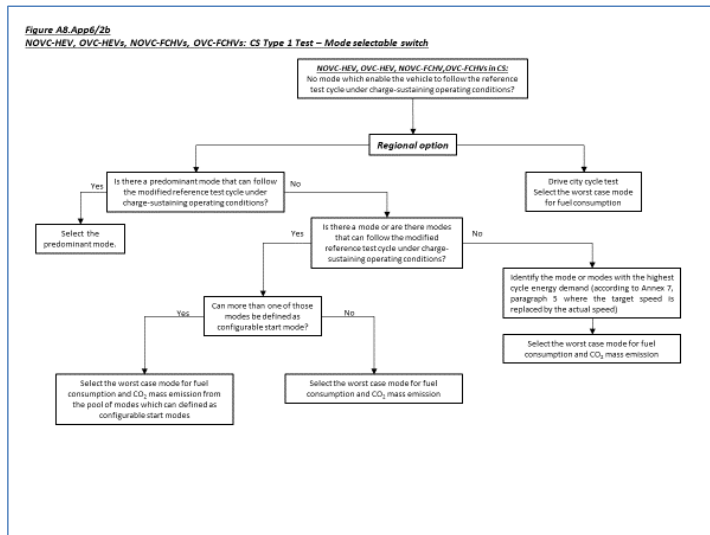 Figure A8.App6/2b
NOVC-HEV, OVC-HEVs, NOVC-FCHVs, OVC-FCHVs: CS Type 1 Test – Mode selectable switch
NOVC-HEV, OVC-HEV, NOVC-FCHV,OVC-FCHVs in CS:
No mode which enable the vehicle to follow the reference
test cycle under charge-sustaining operating conditions?
Regional option
Yes
Is there a predominant mode that can follow
the modified reference test cycle under
charge-sustaining operating conditions?
No
Drive city cycle test
Select the worst case mode
for fuel consumption
Select the
predominant mode.
Yes
Is there a mode or are there modes
that can follow the modified
reference test cycle under charge-
sustaining operating conditions?
No
Identify the mode or modes with the highest
cycle energy demand (according to Annex 7,
paragraph 5 where the target speed is
replaced by the actual speed)
Yes
Can more than one of those
modes be defined as
configurable start mode?
No
Select the worst case mode for fuel
consumption and CO₂ mass emission
Select the worst case mode for fuel
consumption and CO₂ mass emission from
the pool of modes which can defined as
configurable start modes
Select the worst case mode for fuel
consumption and CO₂ mass emission